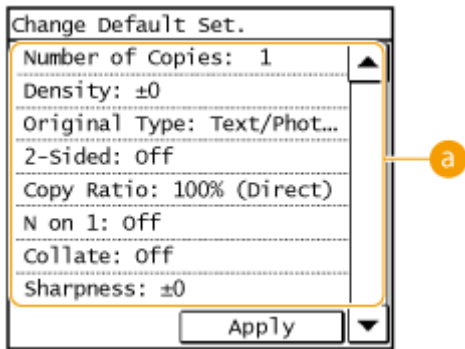 Change Default Set.
Number of Copies: 1
Density: ±0
Original Type: Text/Phot...
2-Sided: Off
Copy Ratio: 100% (Direct)
N on 1: Off
Collate: Off
Sharpness: ±0
Apply
a